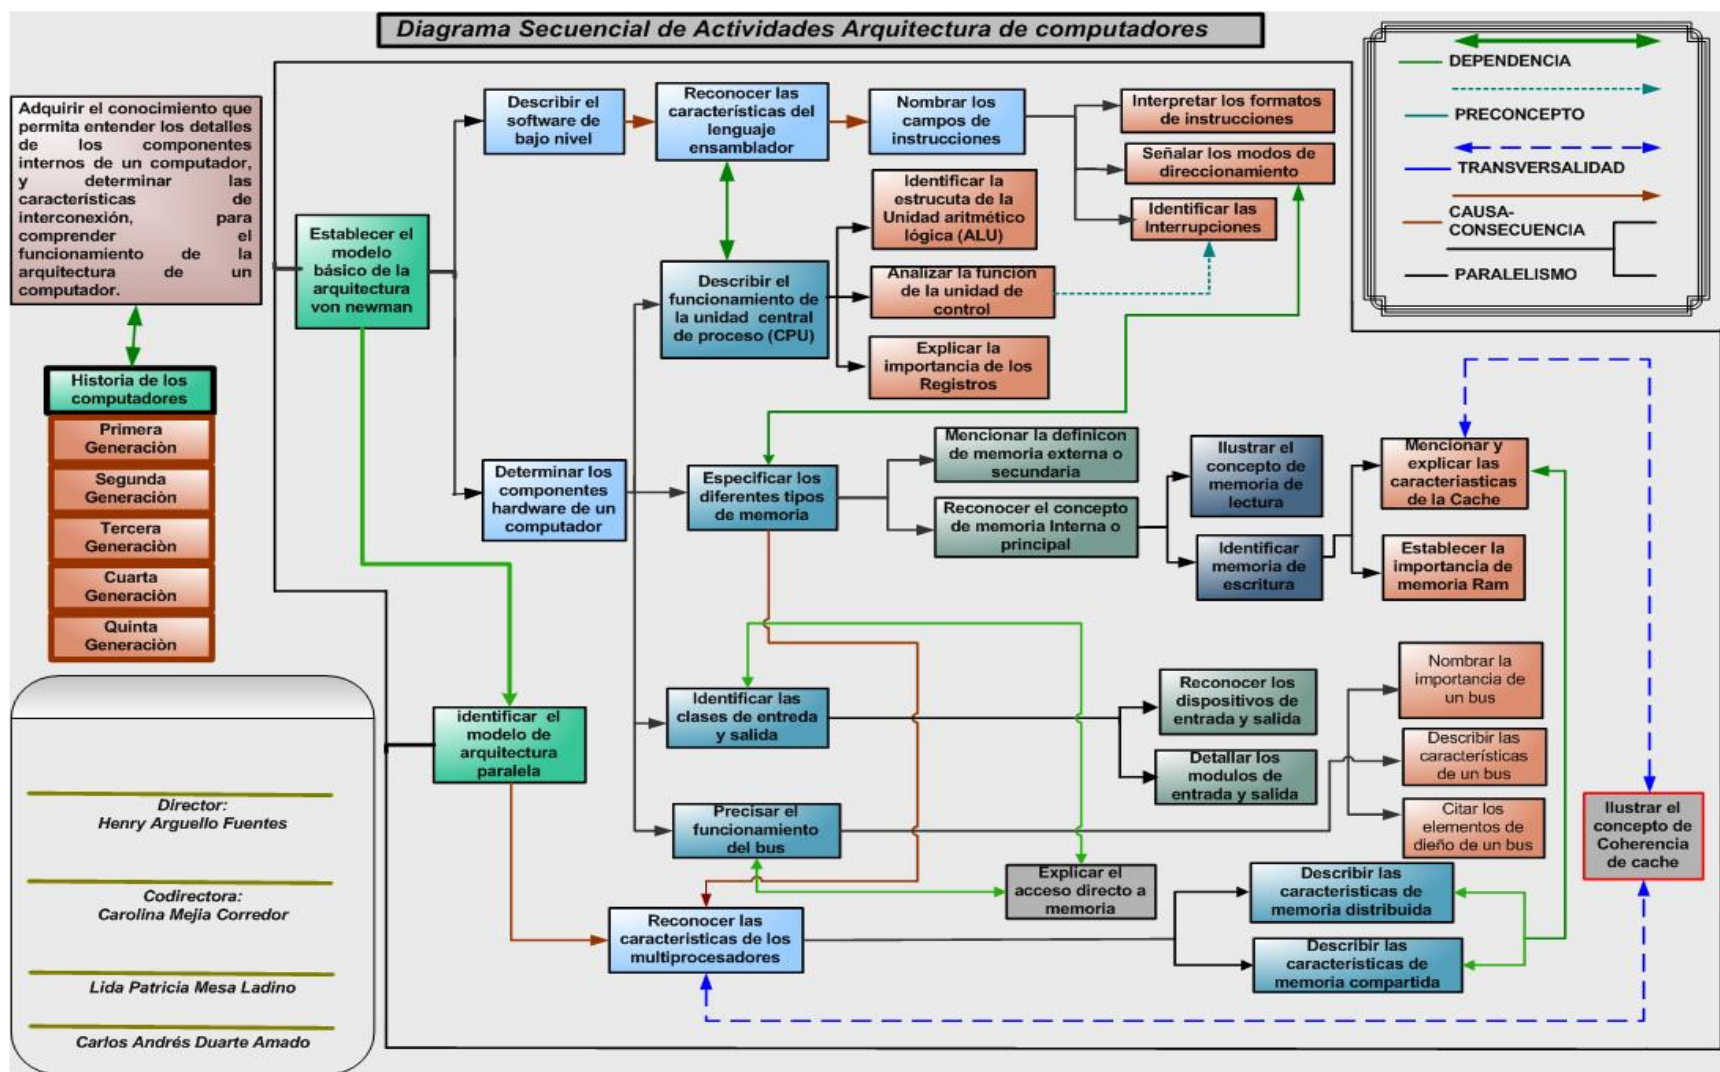 Diagrama Secuencial de Actividades Arquitectura de computadores
DEPENDENCIA
PRECONCEPTO
TRANSVERSALIDAD
CAUSA-
CONSECUENCIA
PARALELISMO
Adquirir el conocimiento que
permita entender los detalles
de los componentes
internos de un computador,
y determinar las
características de
interconexión, para
comprender el
funcionamiento de la
arquitectura de un
computador.
Historia de los
computadores
Primera
Generaciòn
Segunda
Generaciòn
Tercera
Generaciòn
Cuarta
Generaciòn
Quinta
Generaciòn
Director:
Henry Arguello Fuentes
Codirectora:
Carolina Mejia Corredor
Lida Patricia Mesa Ladino
Carlos Andrés Duarte Amado
Establecer el
modelo
básico de la
arquitectura
von newman
identificar el
modelo de
arquitectura
paralela
Describir el
software de
bajo nivel
Reconocer las
características del
lenguaje
ensamblador
Nombrar los
campos de
instrucciones
Interpretar los formatos
de instrucciones
Señalar los modos de
direccionamiento
Identificar las
Interrupciones
Identificar la
estrucuta de la
Unidad aritmético
lógica (ALU)
Describir el
funcionamiento de
la unidad central
de proceso (CPU)
Analizar la función
de la unidad de
control
Explicar la
importancia de los
Registros
Determinar los
componentes
hardware de un
computador
Especificar los
diferentes tipos
de memoria
Mencionar la definicon
de memoria externa o
secundaria
Reconocer el concepto
de memoria Interna o
principal
Ilustrar el
concepto de
memoria de
lectura
Identificar
memoria de
escritura
Mencionar y
explicar las
caracteriasticas
de la Cache
Establecer la
importancia de
memoria Ram
Identificar las
clases de entreda
y salida
Reconocer los
dispositivos de
entrada y salida
Detallar los
modulos de
entrada y salida
Nombrar la
importancia de
un bus
Describir las
características
de un bus
Citar los
elementos de
dieño de un bus
Precisar el
funcionamiento
del bus
Explicar el
acceso directo a
memoria
Reconocer las
caracteristicas de los
multiprocesadores
Describir las
caracteristicas de
memoria distribuida
Describir las
características de
memoria compartida
Ilustrar el
concepto de
Coherencia
de cache